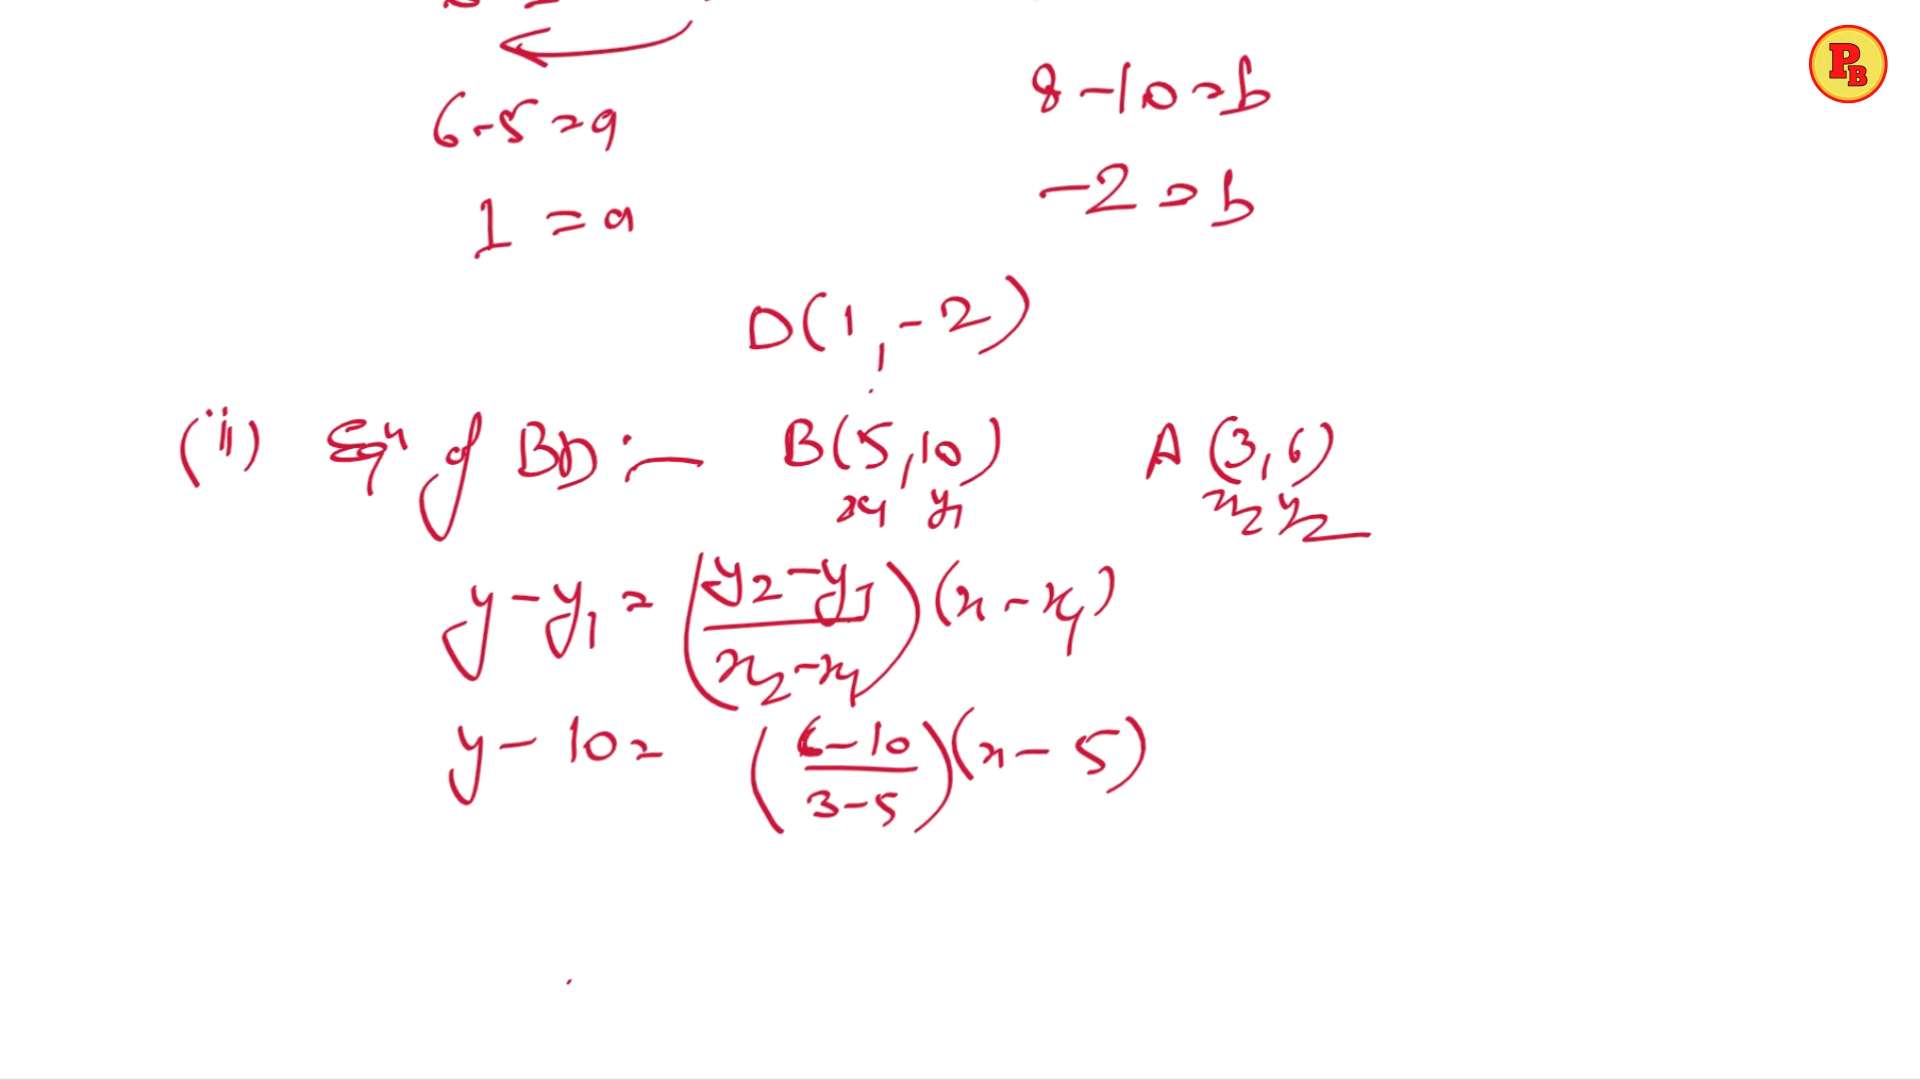 PB
6-5=a
8-10=b
1=a
-2=b
D(1,-2)
(ii) Eqn of BD:- B(5,10) A(3,6)
x1 y1 x2 y2
y-y1=(y2-y1/x2-x1)(x-x1)
y-10=(6-10/3-5)(x-5)